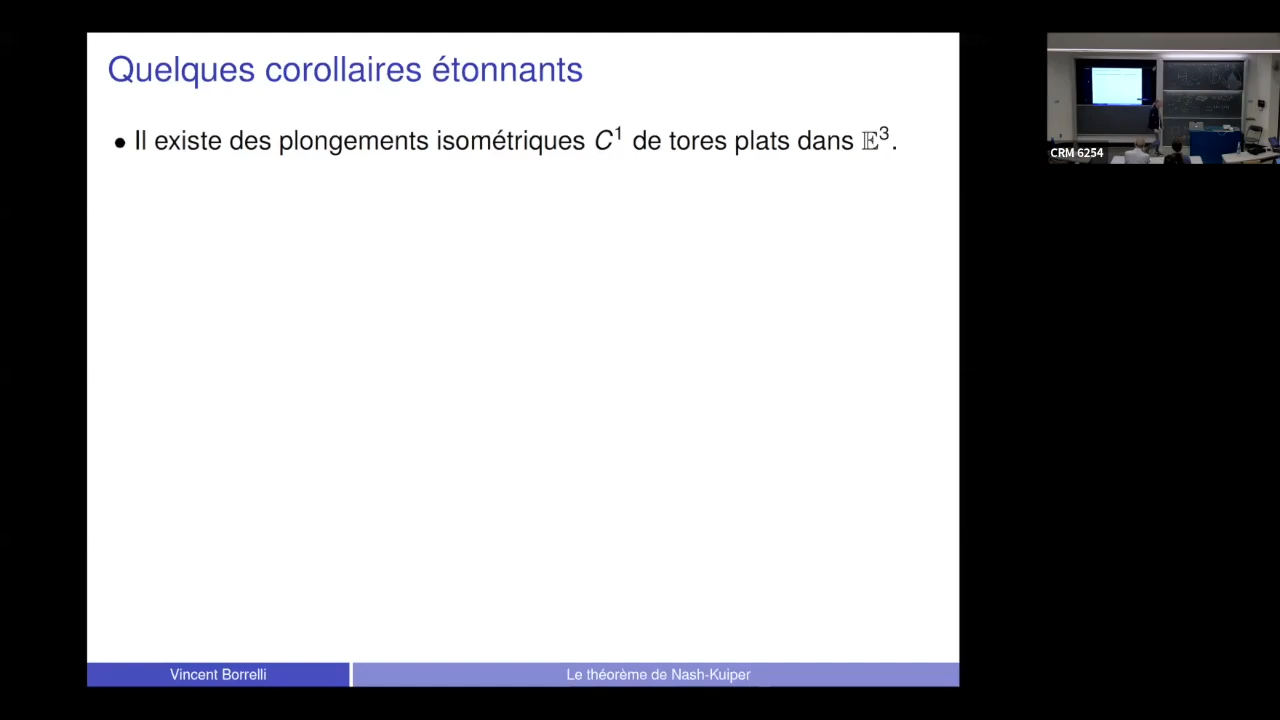 Quelques corollaires étonnants
• Il existe des plongements isométriques C¹ de tores plats dans 𝔼³.
CRM 6254
Vincent Borrelli
Le théorème de Nash-Kuiper